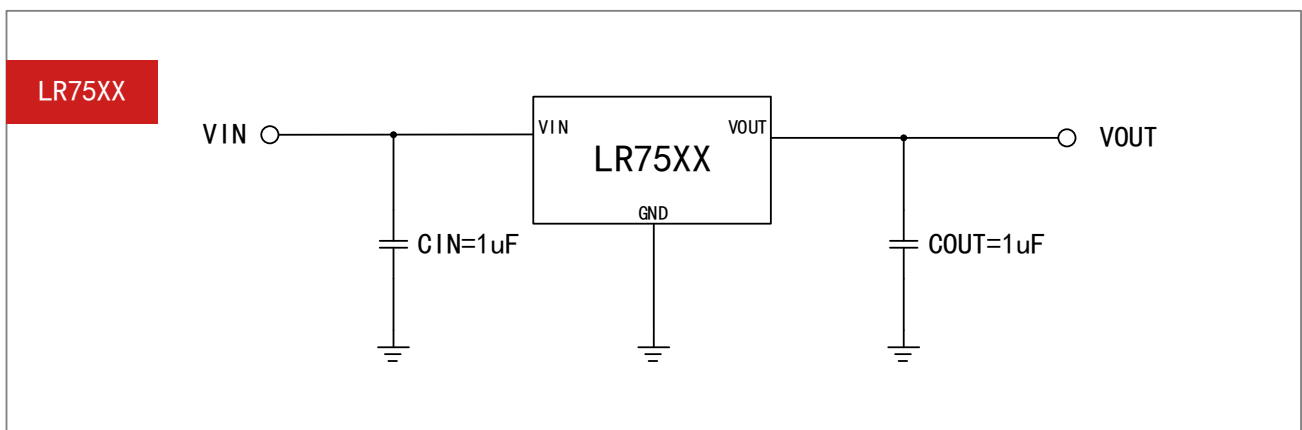 LR75XX
VIN
VIN
VOUT
VOUT
LR75XX
GND
CIN=1uF
COUT=1uF